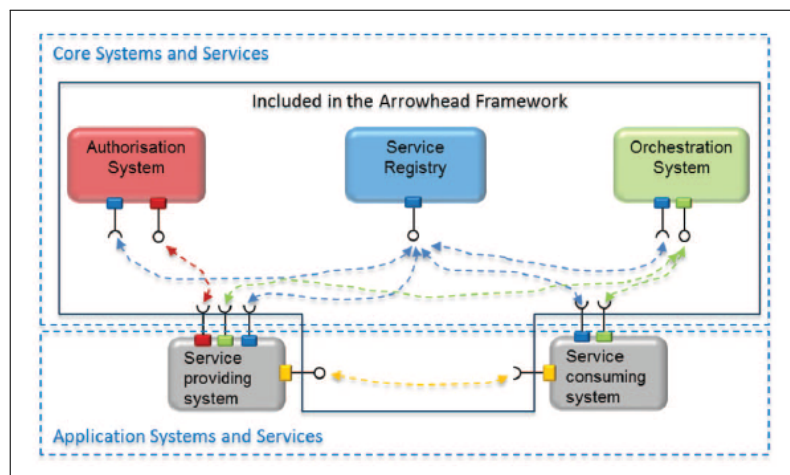 Core Systems and Services
Included in the Arrowhead Framework
Authorisation
System
Service
Registry
Orchestration
System
Service
providing
system
Service
consuming
system
Application Systems and Services